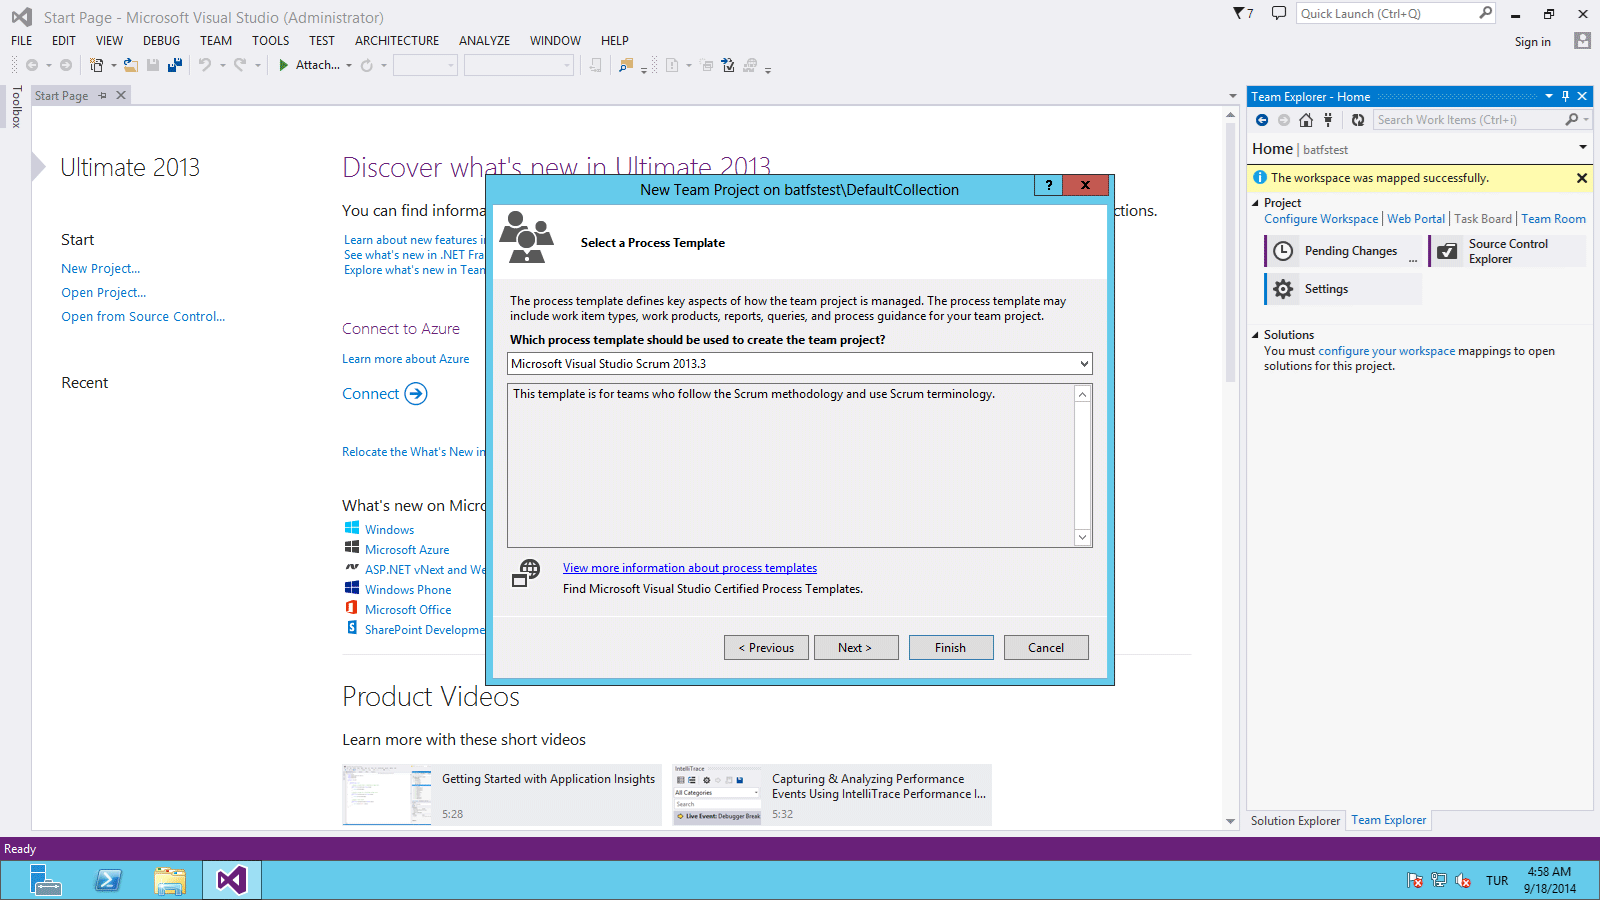 Start Page - Microsoft Visual Studio (Administrator)
7
Quick Launch (Ctrl+Q)
FILE EDIT VIEW DEBUG TEAM TOOLS TEST ARCHITECTURE ANALYZE WINDOW HELP
Sign in
Attach...
Toolbox
Start Page
Ultimate 2013
Start
New Project...
Open Project...
Open from Source Control...
Recent
Discover what's new in Ultimate 2013
You can find informa
ctions.
Learn about new features in
See what's new in .NET Fra
Explore what's new in Team
Connect to Azure
Learn more about Azure
Connect
Relocate the What's New in
What's new on Micro
Windows
Microsoft Azure
ASP.NET vNext and We
Windows Phone
Microsoft Office
SharePoint Developme
Product Videos
Learn more with these short videos
Getting Started with Application Insights
5:28
IntelliTrace
All Categories
Search
Live Event: Debugger Break
Capturing & Analyzing Performance
Events Using IntelliTrace Performance I...
5:32
New Team Project on batfstest\DefaultCollection
?
Select a Process Template
The process template defines key aspects of how the team project is managed. The process template may
include work item types, work products, reports, queries, and process guidance for your team project.
Which process template should be used to create the team project?
Microsoft Visual Studio Scrum 2013.3
This template is for teams who follow the Scrum methodology and use Scrum terminology.
View more information about process templates
Find Microsoft Visual Studio Certified Process Templates.
< Previous
Next >
Finish
Cancel
Team Explorer - Home
Search Work Items (Ctrl+i)
Home | batfstest
The workspace was mapped successfully.
Project
Configure Workspace | Web Portal | Task Board | Team Room
Pending Changes
...
Source Control
Explorer
Settings
Solutions
You must configure your workspace mappings to open
solutions for this project.
Solution Explorer
Team Explorer
Ready
TUR
4:58 AM
9/18/2014